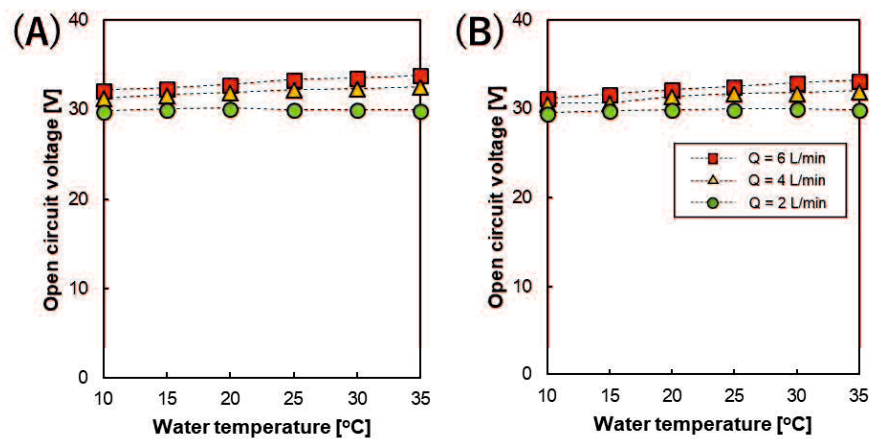 (A)
40
30
20
10
0
Open circuit voltage [V]
10 15 20 25 30 35
Water temperature [°C]
(B)
40
30
20
10
0
Open circuit voltage [V]
Q = 6 L/min
Q = 4 L/min
Q = 2 L/min
10 15 20 25 30 35
Water temperature [°C]